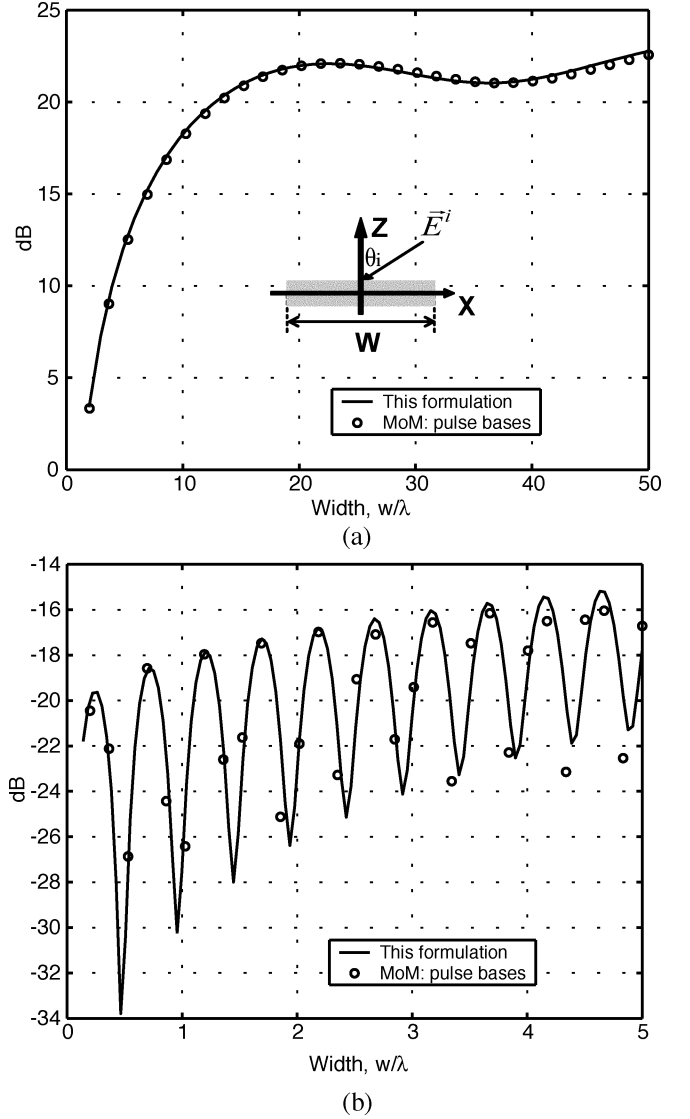 25
20
15
10
5
0
dB
Z
E⃗ i
θi
X
W
This formulation
MoM: pulse bases
0 10 20 30 40 50
Width, w/λ
(a)
-14
-16
-18
-20
-22
-24
-26
-28
-30
-32
-34
dB
This formulation
MoM: pulse bases
0 1 2 3 4 5
Width, w/λ
(b)